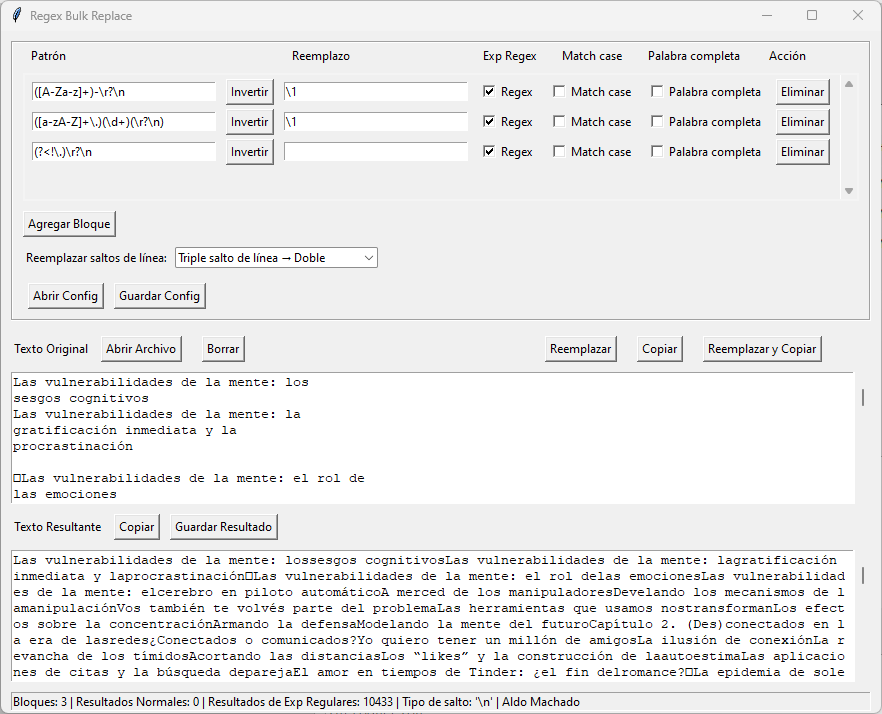 Regex Bulk Replace
Patrón Reemplazo Exp Regex Match case Palabra completa Acción
([A-Za-z]+)-\r?\n Invertir \1 Regex Match case Palabra completa Eliminar
([a-zA-Z]+\.)(\d+)(\r?\n) Invertir \1 Regex Match case Palabra completa Eliminar
(?<!\.)\r?\n Invertir Regex Match case Palabra completa Eliminar
Agregar Bloque
Reemplazar saltos de línea: Triple salto de línea → Doble
Abrir Config Guardar Config
Texto Original Abrir Archivo Borrar Reemplazar Copiar Reemplazar y Copiar
Las vulnerabilidades de la mente: los
sesgos cognitivos
Las vulnerabilidades de la mente: la
gratificación inmediata y la
procrastinación
Las vulnerabilidades de la mente: el rol de
las emociones
Texto Resultante Copiar Guardar Resultado
Las vulnerabilidades de la mente: lossesgos cognitivosLas vulnerabilidades de la mente: lagratificación
inmediata y laprocrastinación□Las vulnerabilidades de la mente: el rol delas emocionesLas vulnerabilidad
es de la mente: elcerebro en piloto automáticoA merced de los manipuladoresDevelando los mecanismos de l
amanipulaciónVos también te volvés parte del problemaLas herramientas que usamos nostransformanLos efect
os sobre la concentraciónArmando la defensaModelando la mente del futuroCapítulo 2. (Des)conectados en l
a era de lasredes¿Conectados o comunicados?Yo quiero tener un millón de amigosLa ilusión de conexiónLa r
evancha de los tímidosAcortando las distanciasLos “likes” y la construcción de laautoestimaLas aplicacio
nes de citas y la búsqueda deparejaEl amor en tiempos de Tinder: ¿el fin delromance?□La epidemia de sole
Bloques: 3 | Resultados Normales: 0 | Resultados de Exp Regulares: 10433 | Tipo de salto: '\n' | Aldo Machado